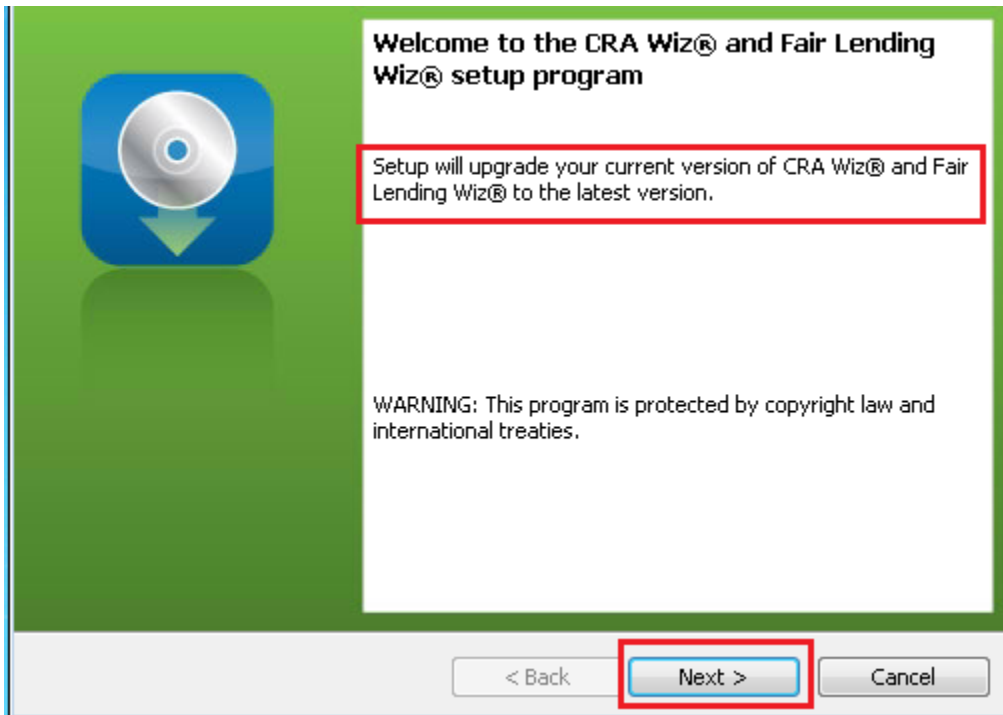 Welcome to the CRA Wiz® and Fair Lending
Wiz® setup program
Setup will upgrade your current version of CRA Wiz® and Fair
Lending Wiz® to the latest version.
WARNING: This program is protected by copyright law and
international treaties.
< Back
Next >
Cancel